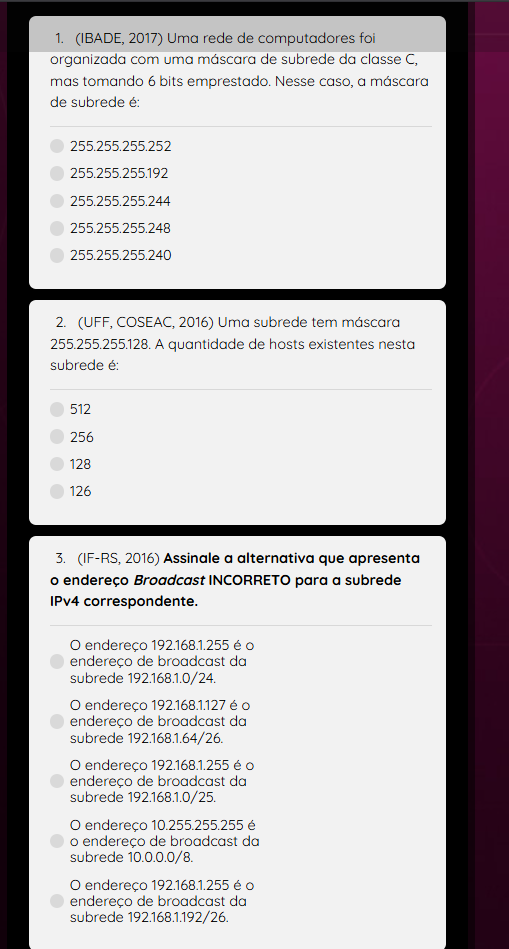 1. (IBADE, 2017) Uma rede de computadores foi
organizada com uma máscara de subrede da classe C,
mas tomando 6 bits emprestado. Nesse caso, a máscara
de subrede é:
255.255.255.252
255.255.255.192
255.255.255.244
255.255.255.248
255.255.255.240
2. (UFF, COSEAC, 2016) Uma subrede tem máscara
255.255.255.128. A quantidade de hosts existentes nesta
subrede é:
512
256
128
126
3. (IF-RS, 2016) Assinale a alternativa que apresenta
o endereço Broadcast INCORRETO para a subrede
IPv4 correspondente.
O endereço 192.168.1.255 é o
endereço de broadcast da
subrede 192.168.1.0/24.
O endereço 192.168.1.127 é o
endereço de broadcast da
subrede 192.168.1.64/26.
O endereço 192.168.1.255 é o
endereço de broadcast da
subrede 192.168.1.0/25.
O endereço 10.255.255.255 é
o endereço de broadcast da
subrede 10.0.0.0/8.
O endereço 192.168.1.255 é o
endereço de broadcast da
subrede 192.168.1.192/26.